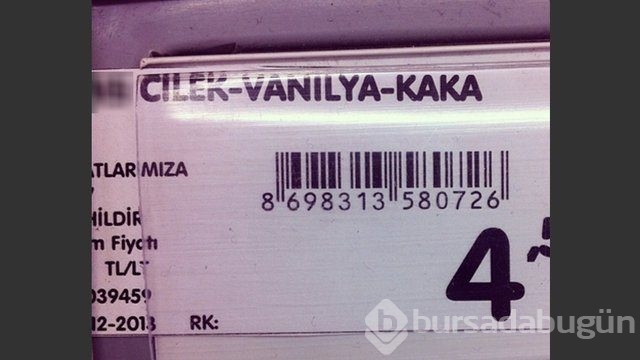 CILEK-VANILYA-KAKA
ATLARIMIZA
8 698313 580726
HİLDİR
m Fiyatı
TL/LT
039459
12-2013
RK:
4
bursadabugün